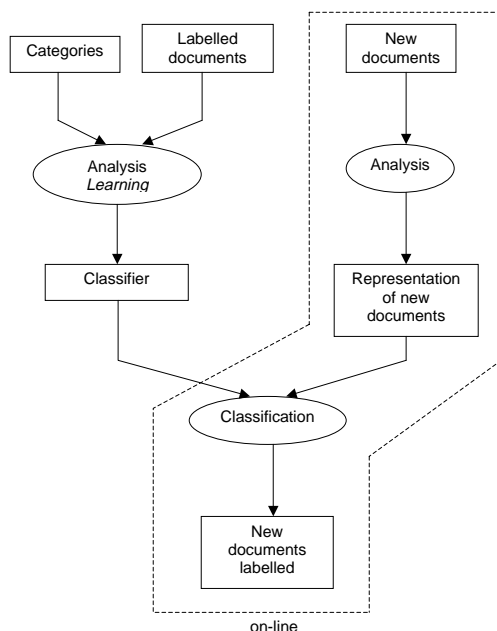 Categories
Labelled
documents
New
documents
Analysis
Learning
Analysis
Classifier
Representation
of new
documents
Classification
New
documents
labelled
on-line